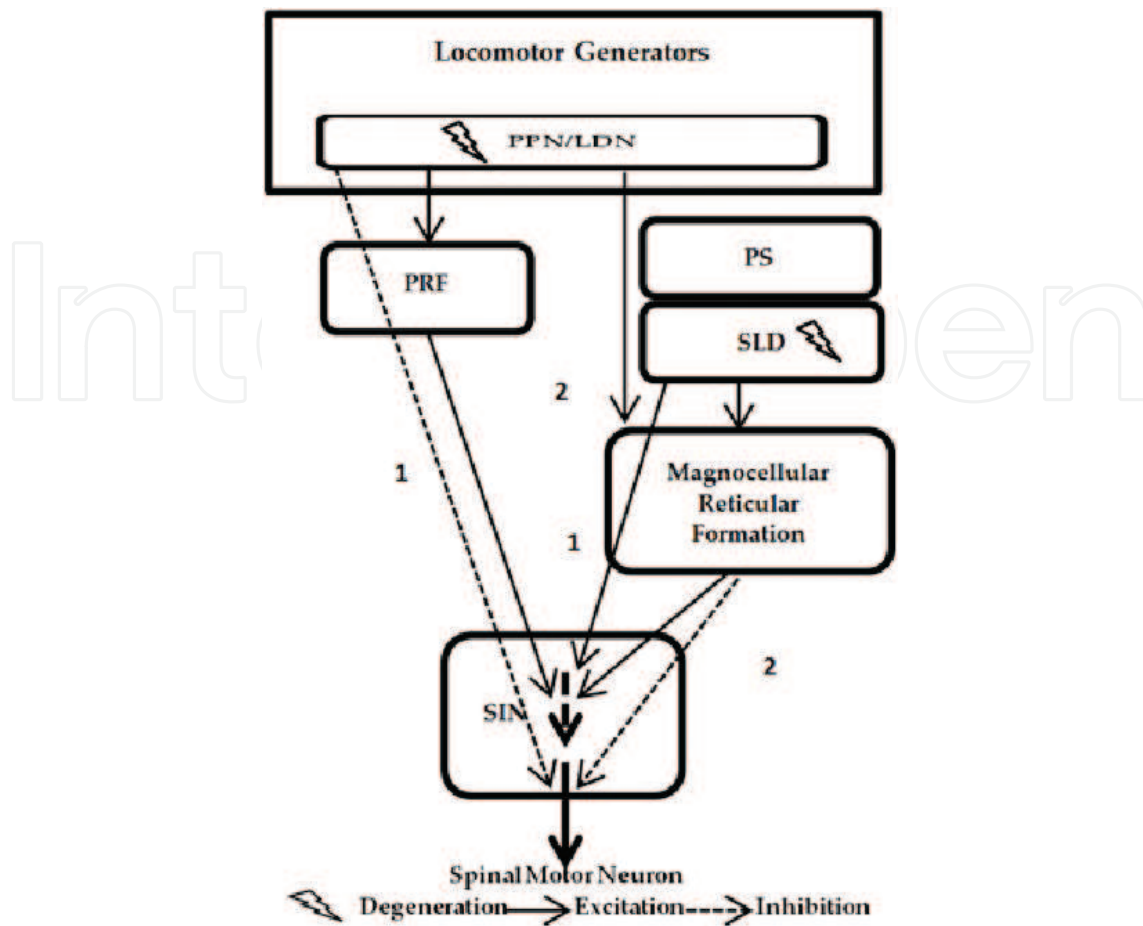 Locomotor Generators
PPN/LDN
PS
PRF
SLD
2
Magnocellular
Reticular
Formation
1
1
2
SIN
Spinal Motor Neuron
Degeneration Excitation Inhibition